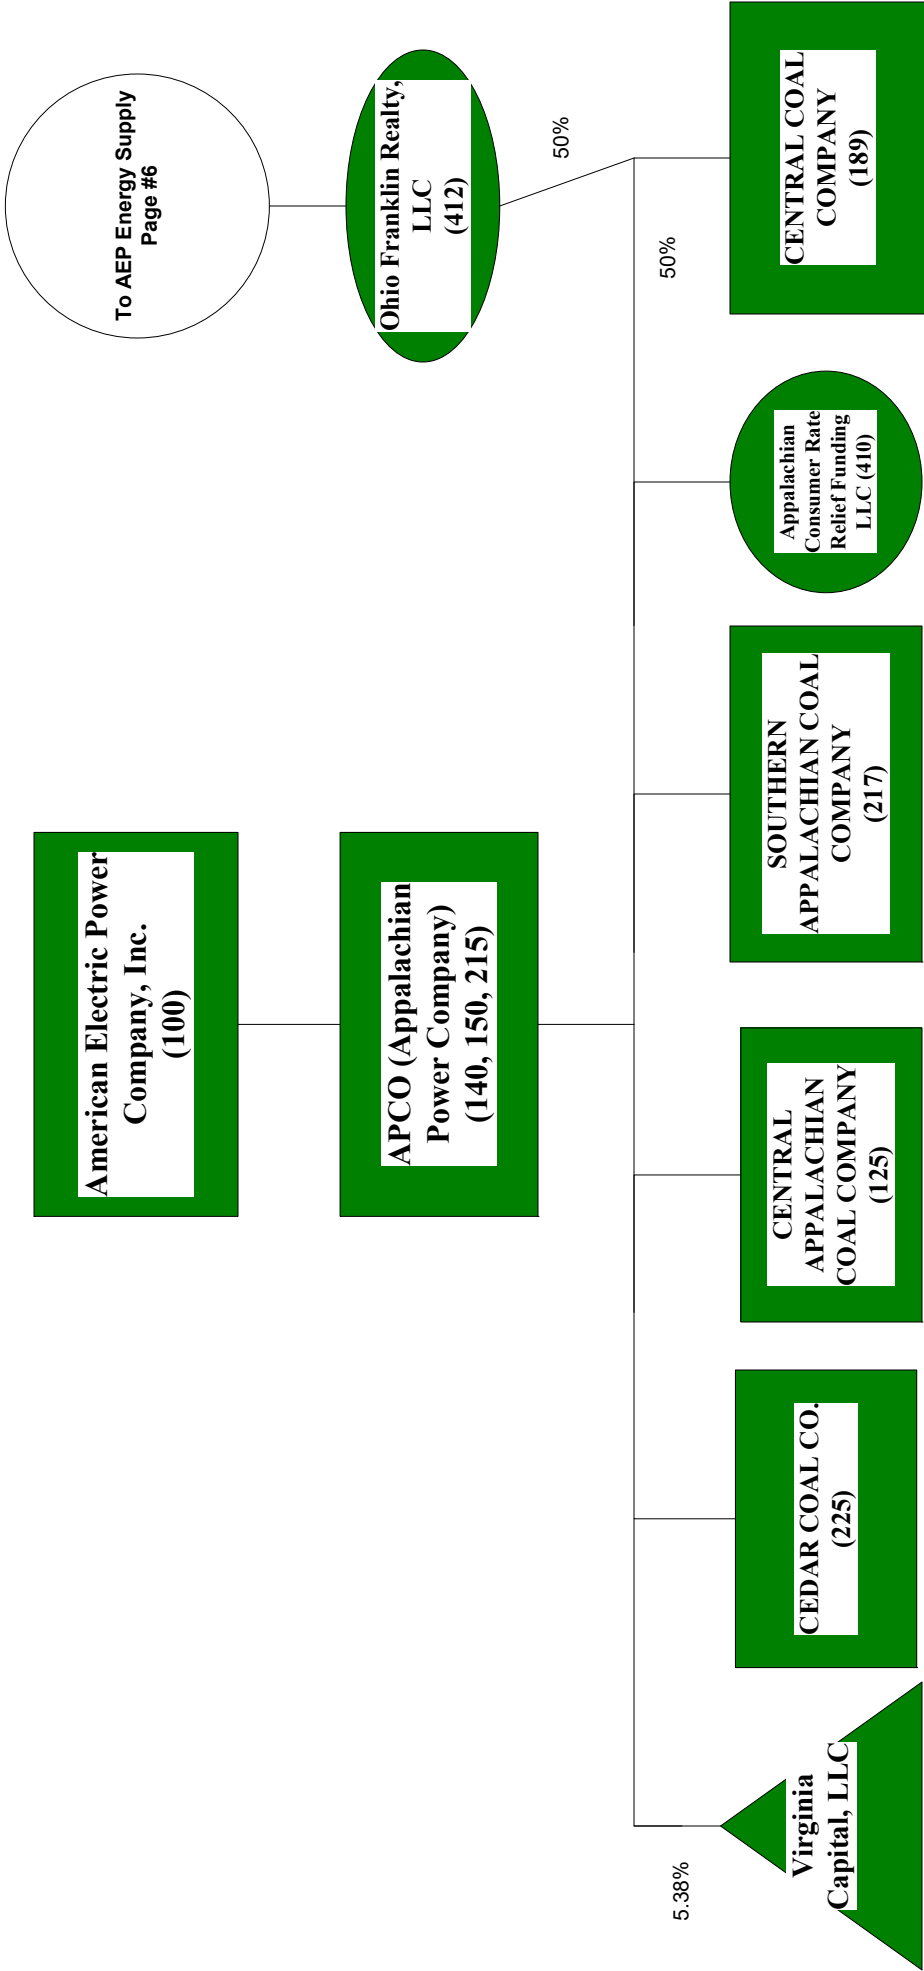 American Electric Power
Company, Inc.
(100)
To AEP Energy Supply
Page #6
APCO (Appalachian
Power Company)
(140, 150, 215)
Ohio Franklin Realty,
LLC
(412)
50%
50%
5.38%
Virginia
Capital, LLC
CEDAR COAL CO.
(225)
CENTRAL
APPALACHIAN
COAL COMPANY
(125)
SOUTHERN
APPALACHIAN COAL
COMPANY
(217)
Appalachian
Consumer Rate
Relief Funding
LLC (410)
CENTRAL COAL
COMPANY
(189)